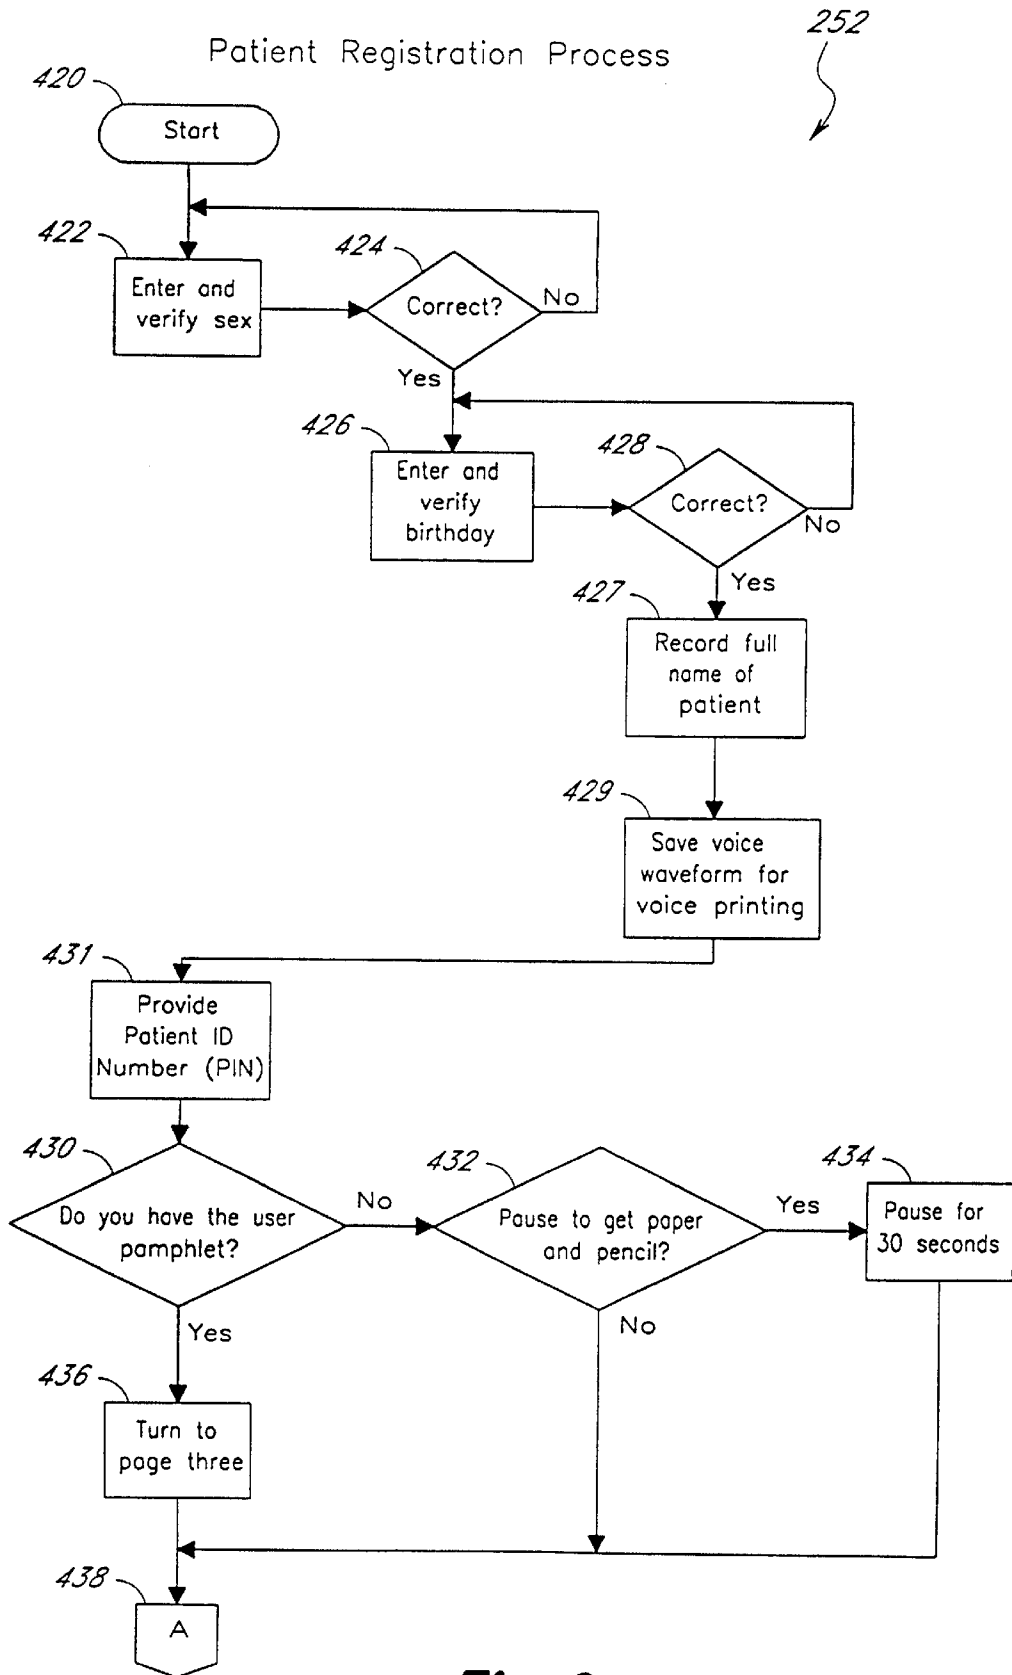 Patient Registration Process
252
420
Start
422
Enter and
verify sex
424
Correct?
No
Yes
426
Enter and
verify
birthday
428
Correct?
No
Yes
427
Record full
name of
patient
429
Save voice
waveform for
voice printing
431
Provide
Patient ID
Number (PIN)
430
Do you have the user
pamphlet?
No
432
Pause to get paper
and pencil?
Yes
434
Pause for
30 seconds
Yes
No
436
Turn to
page three
438
A